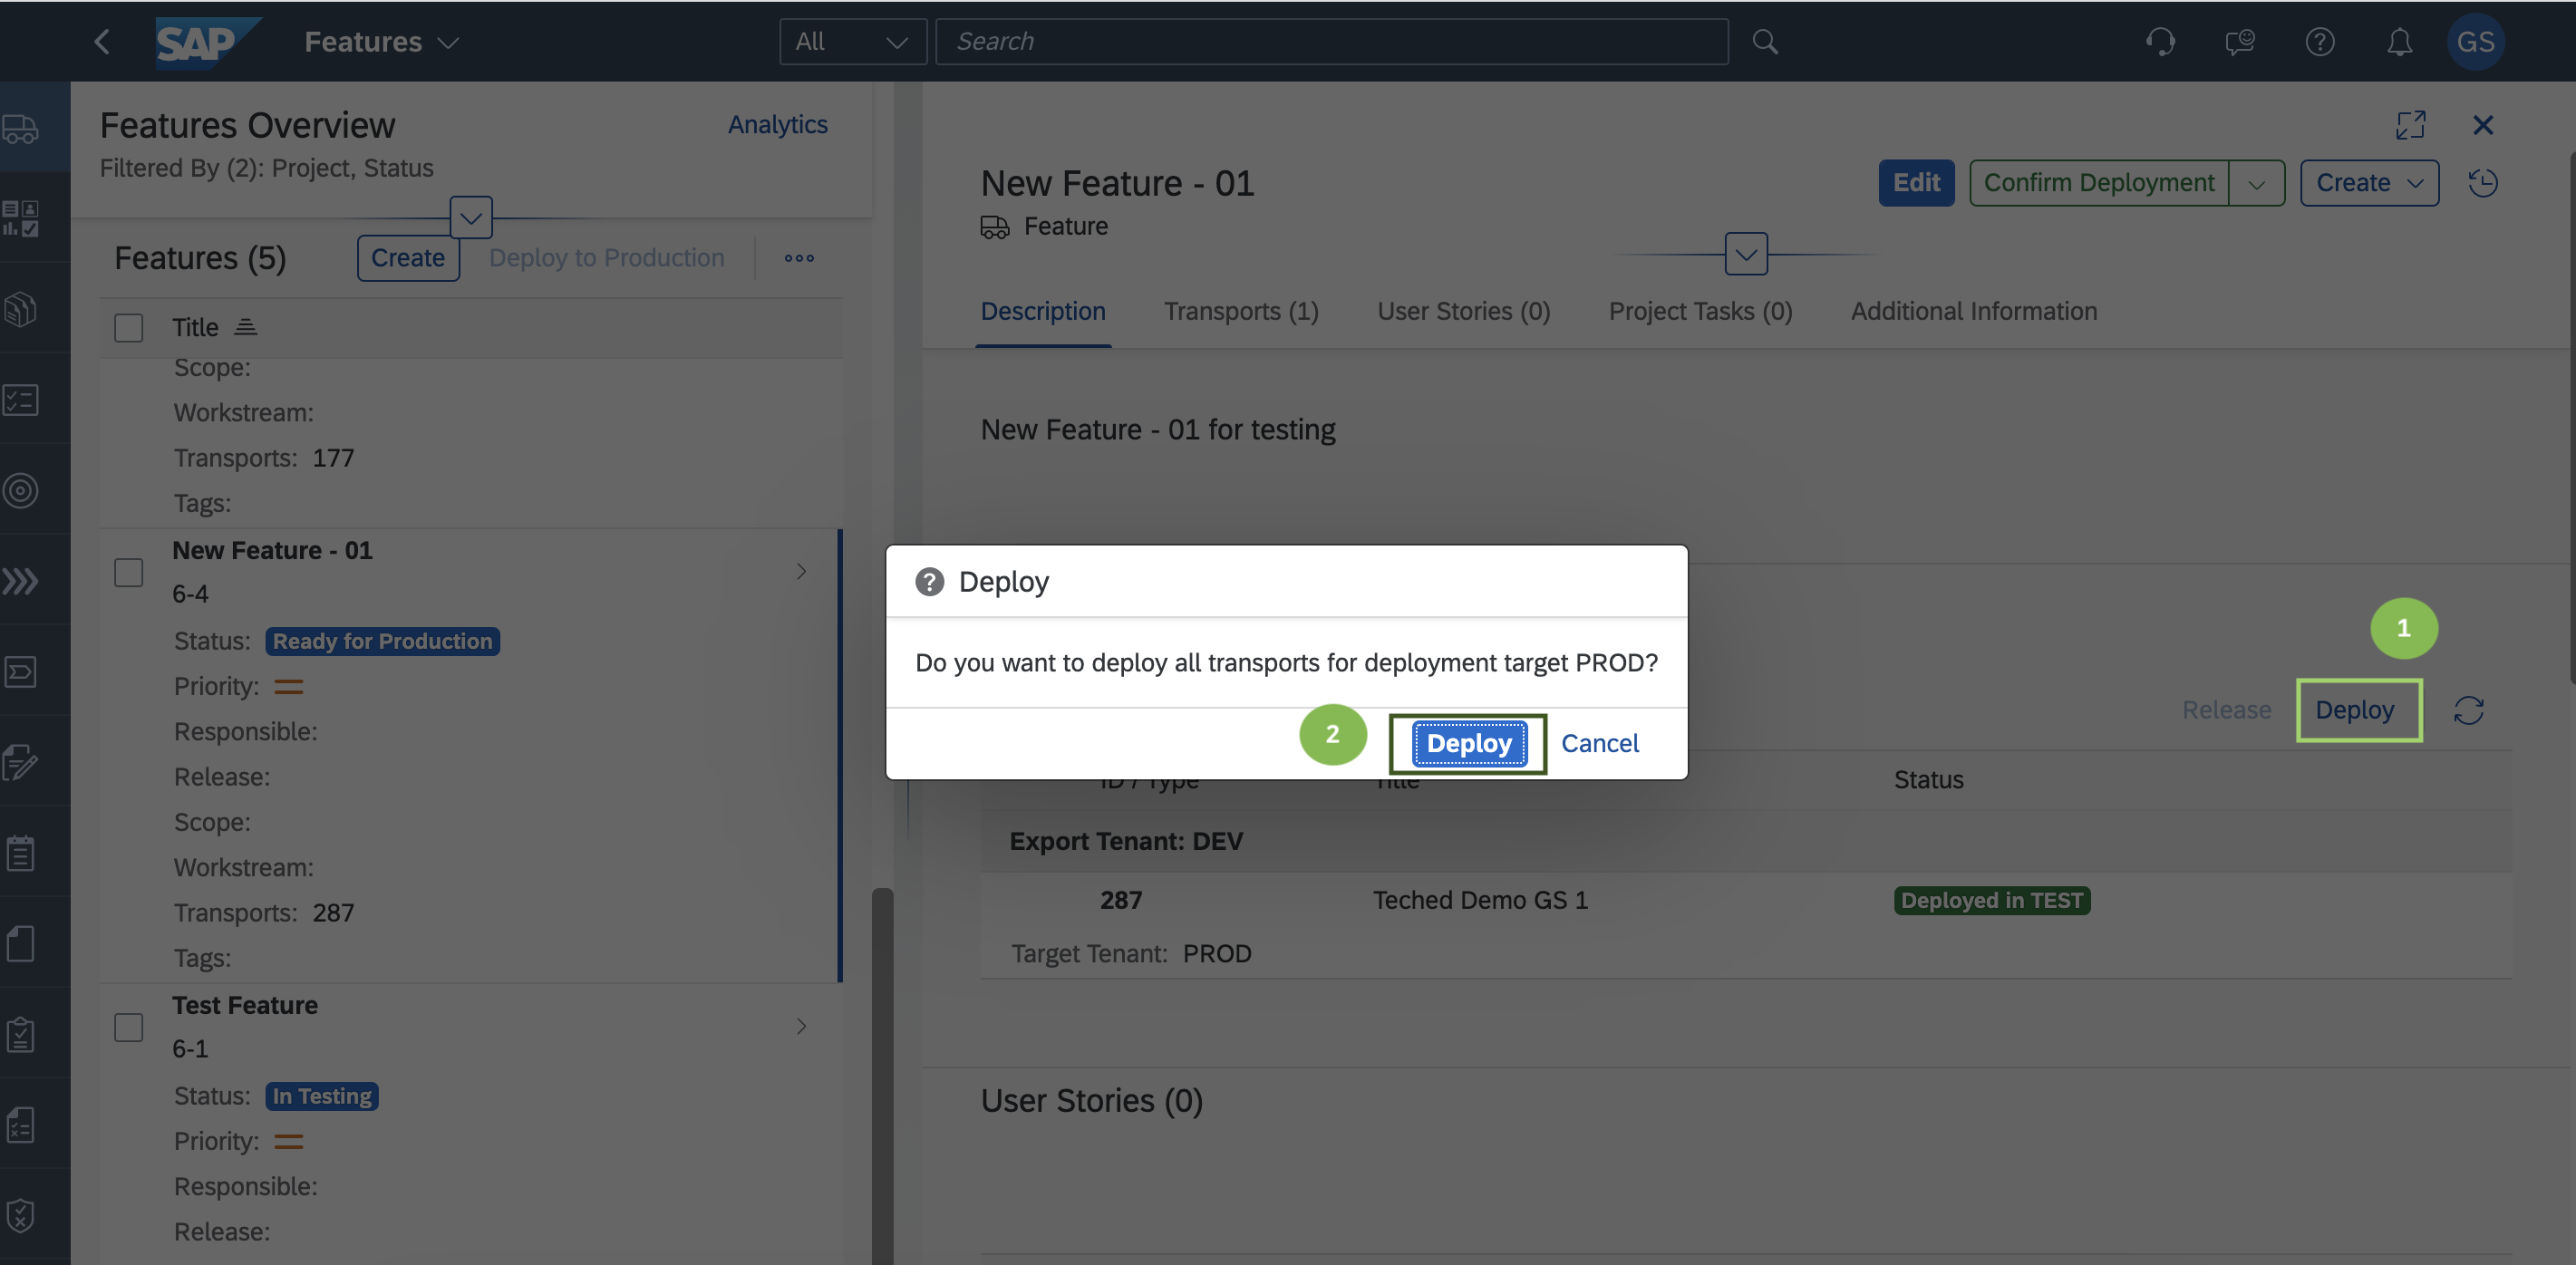 SAP Features All Search GS
Features Overview Analytics
Filtered By (2): Project, Status
Features (5) Create Deploy to Production
Title
Scope:
Workstream:
Transports: 177
Tags:
New Feature - 01
6-4
Status: Ready for Production
Priority:
Responsible:
Release:
Scope:
Workstream:
Transports: 287
Tags:
Test Feature
6-1
Status: In Testing
Priority:
Responsible:
Release:
New Feature - 01 Edit Confirm Deployment Create
Feature
Description Transports (1) User Stories (0) Project Tasks (0) Additional Information
New Feature - 01 for testing
Deploy
Do you want to deploy all transports for deployment target PROD?
2 Deploy Cancel
1
Release Deploy
ID / Type Title Status
Export Tenant: DEV
287 Teched Demo GS 1 Deployed in TEST
Target Tenant: PROD
User Stories (0)